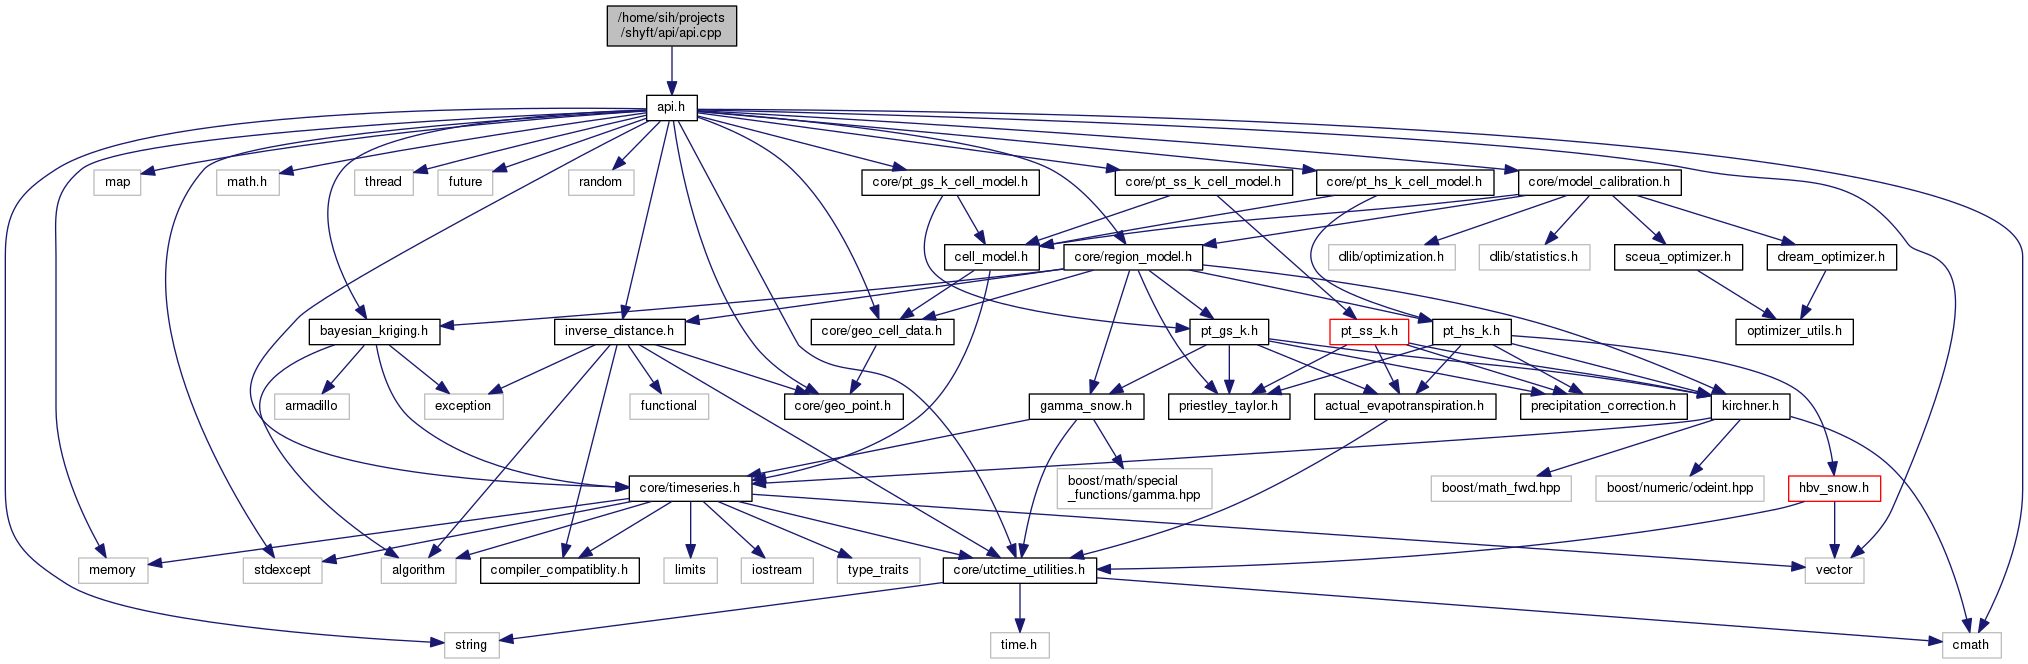 /home/sih/projects
/shyft/api/api.cpp
api.h
map
math.h
thread
future
random
core/pt_gs_k_cell_model.h
core/pt_ss_k_cell_model.h
core/pt_hs_k_cell_model.h
core/model_calibration.h
cell_model.h
core/region_model.h
dlib/optimization.h
dlib/statistics.h
sceua_optimizer.h
dream_optimizer.h
bayesian_kriging.h
inverse_distance.h
core/geo_cell_data.h
pt_gs_k.h
pt_ss_k.h
pt_hs_k.h
optimizer_utils.h
armadillo
exception
functional
core/geo_point.h
gamma_snow.h
priestley_taylor.h
actual_evapotranspiration.h
precipitation_correction.h
kirchner.h
core/timeseries.h
boost/math/special
_functions/gamma.hpp
boost/math_fwd.hpp
boost/numeric/odeint.hpp
hbv_snow.h
memory
stdexcept
algorithm
compiler_compatiblity.h
limits
iostream
type_traits
core/utctime_utilities.h
vector
string
time.h
cmath